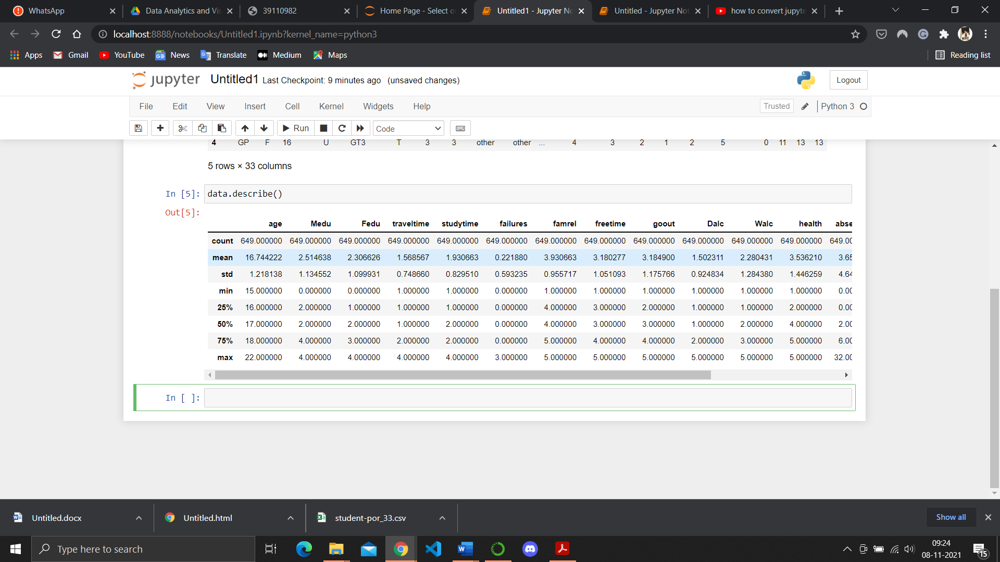 WhatsApp
Data Analytics and Vis
39110982
Home Page - Select o
Untitled1 - Jupyter No
Untitled - Jupyter Not
how to convert jupyte
localhost:8888/notebooks/Untitled1.ipynb?kernel_name=python3
Apps Gmail YouTube News Translate Medium Maps Reading list
jupyter Untitled1 Last Checkpoint: 9 minutes ago (unsaved changes) Logout
File Edit View Insert Cell Kernel Widgets Help Trusted Python 3
Run Code
4 GP F 16 U GT3 T 3 3 other other ... 4 3 2 1 2 5 0 11 13 13
5 rows × 33 columns
In [5]: data.describe()
Out[5]:
age Medu Fedu traveltime studytime failures famrel freetime goout Dalc Walc health abse
count 649.000000 649.000000 649.000000 649.000000 649.000000 649.000000 649.000000 649.000000 649.000000 649.000000 649.000000 649.000000 649.00
mean 16.744222 2.514638 2.306626 1.568567 1.930663 0.221880 3.930663 3.180277 3.184900 1.502311 2.280431 3.536210 3.65
std 1.218138 1.134552 1.099931 0.748660 0.829510 0.593235 0.955717 1.051093 1.175766 0.924834 1.284380 1.446259 4.64
min 15.000000 0.000000 0.000000 1.000000 1.000000 0.000000 1.000000 1.000000 1.000000 1.000000 1.000000 1.000000 0.00
25% 16.000000 2.000000 1.000000 1.000000 1.000000 0.000000 4.000000 3.000000 2.000000 1.000000 1.000000 2.000000 0.00
50% 17.000000 2.000000 2.000000 1.000000 2.000000 0.000000 4.000000 3.000000 3.000000 1.000000 2.000000 4.000000 2.00
75% 18.000000 4.000000 3.000000 2.000000 2.000000 0.000000 5.000000 4.000000 4.000000 2.000000 3.000000 5.000000 6.00
max 22.000000 4.000000 4.000000 4.000000 4.000000 3.000000 5.000000 5.000000 5.000000 5.000000 5.000000 5.000000 32.00
In [ ]:
Untitled.docx Untitled.html student-por_33.csv Show all
Type here to search
09:24
08-11-2021
15